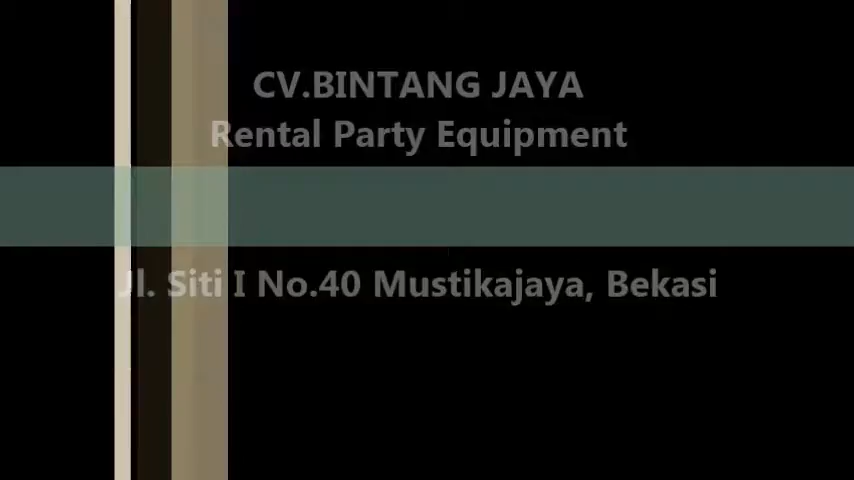 CV.BINTANG JAYA
Rental Party Equipment
Jl. Siti I No.40 Mustikajaya, Bekasi